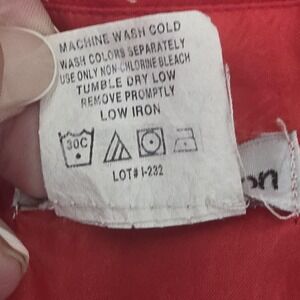 MACHINE WASH COLD
WASH COLORS SEPARATELY
USE ONLY NON-CHLORINE BLEACH
TUMBLE DRY LOW
REMOVE PROMPTLY
LOW IRON
30C
LOT# I-232
on